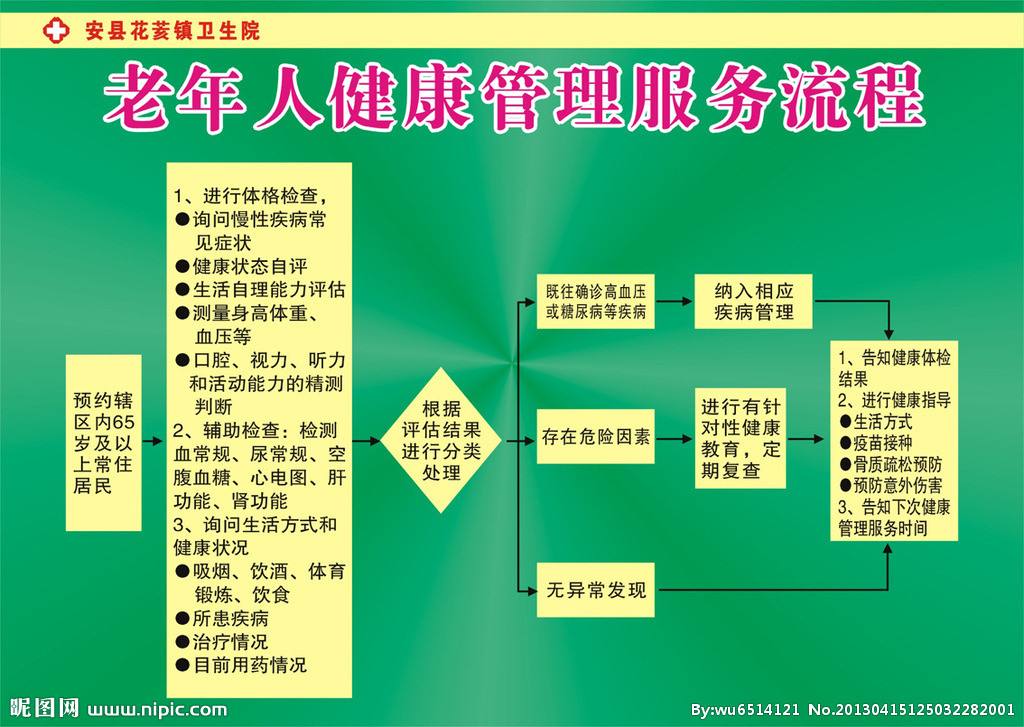 安县花荄镇卫生院
老年人健康管理服务流程
预约辖
区内65
岁及以
上常住
居民
1、进行体格检查，
●询问慢性疾病常
见症状
●健康状态自评
●生活自理能力评估
●测量身高体重、
血压等
●口腔、视力、听力
和活动能力的精测
判断
2、辅助检查：检测
血常规、尿常规、空
腹血糖、心电图、肝
功能、肾功能
3、询问生活方式和
健康状况
●吸烟、饮酒、体育
锻炼、饮食
●所患疾病
●治疗情况
●目前用药情况
根据
评估结果
进行分类
处理
既往确诊高血压
或糖尿病等疾病
纳入相应
疾病管理
存在危险因素
进行有针
对性健康
教育，定
期复查
无异常发现
1、告知健康体检
结果
2、进行健康指导
●生活方式
●疫苗接种
●骨质疏松预防
●预防意外伤害
3、告知下次健康
管理服务时间
昵图网 www.nipic.com
By:wu6514121 No.20130415125032282001